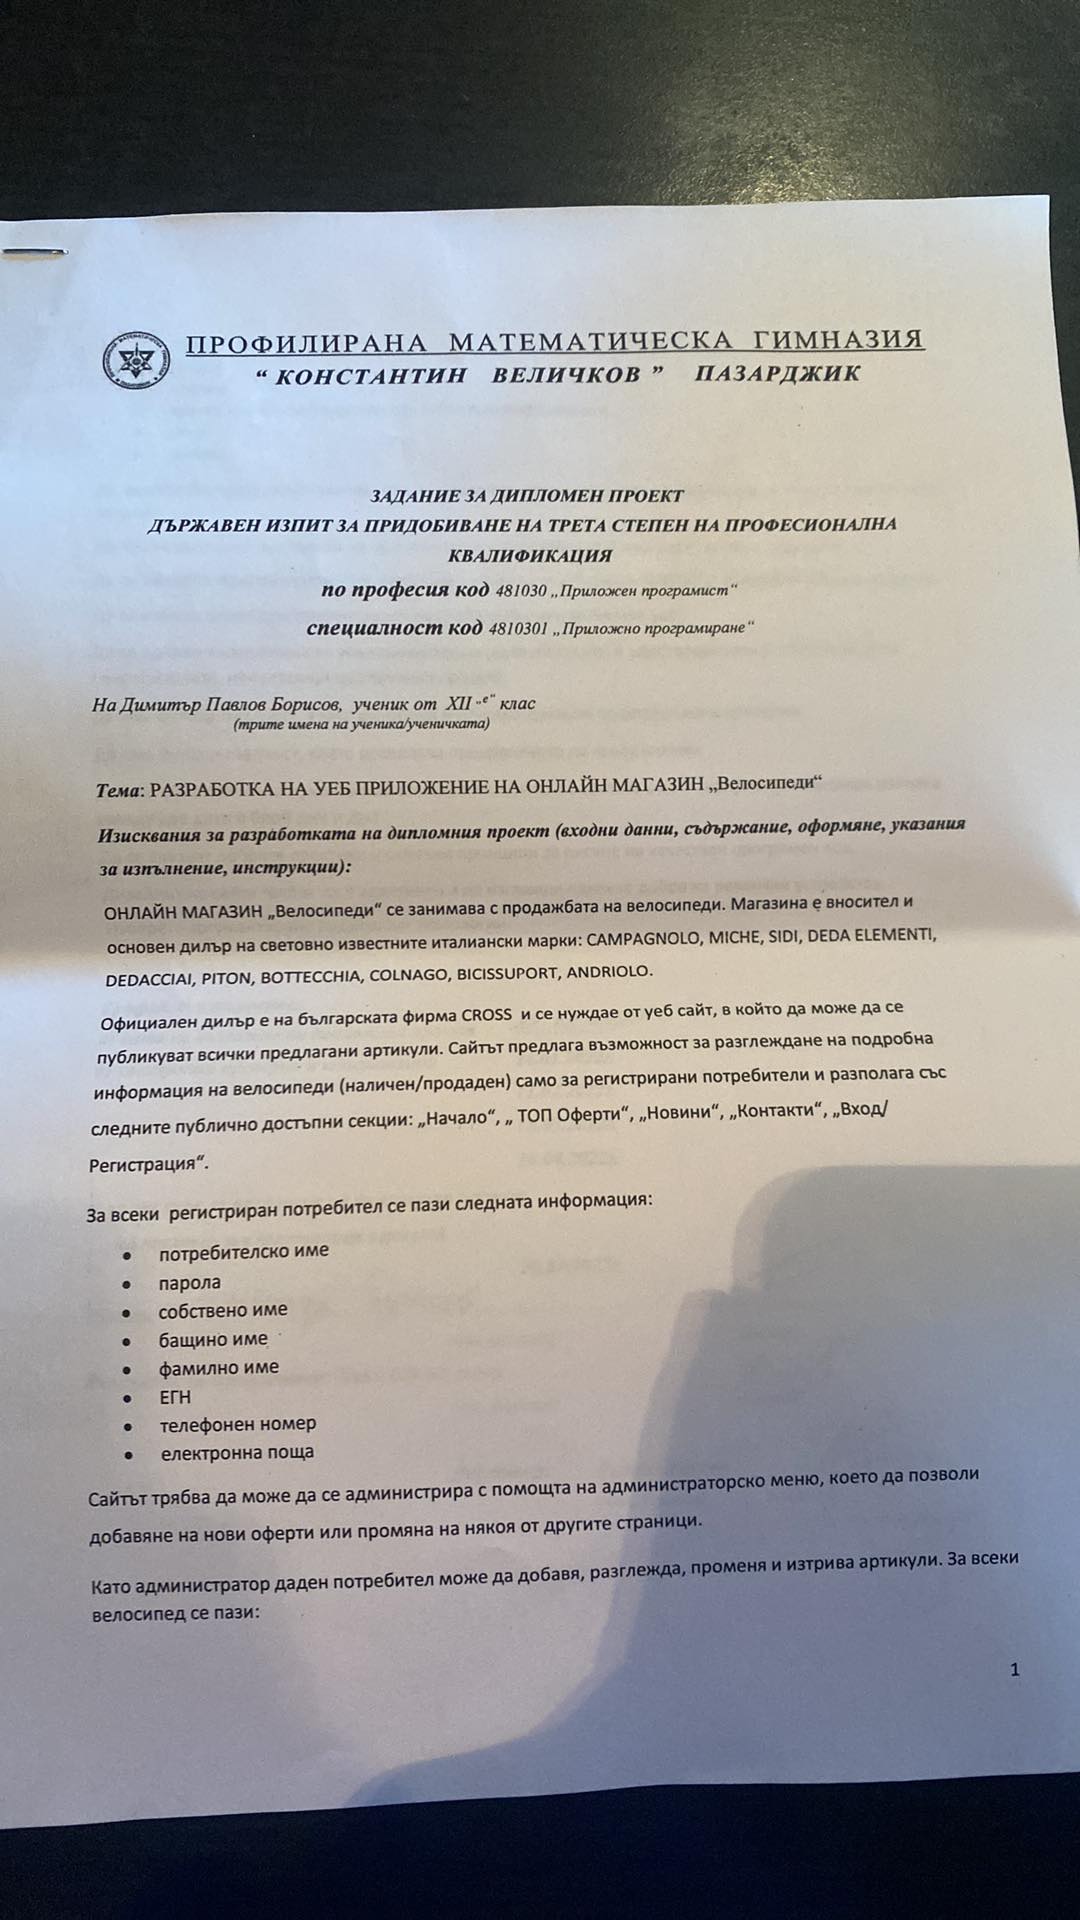 ПРОФИЛИРАНА МАТЕМАТИЧЕСКА ГИМНАЗИЯ
“ КОНСТАНТИН ВЕЛИЧКОВ ” ПАЗАРДЖИК
ЗАДАНИЕ ЗА ДИПЛОМЕН ПРОЕКТ
ДЪРЖАВЕН ИЗПИТ ЗА ПРИДОБИВАНЕ НА ТРЕТА СТЕПЕН НА ПРОФЕСИОНАЛНА
КВАЛИФИКАЦИЯ
по професия код 481030 „Приложен програмист“
специалност код 4810301 „Приложно програмиране“
На Димитър Павлов Борисов, ученик от XII „е“ клас
(трите имена на ученика/ученичката)
Тема: РАЗРАБОТКА НА УЕБ ПРИЛОЖЕНИЕ НА ОНЛАЙН МАГАЗИН „Велосипеди“
Изисквания за разработката на дипломния проект (входни данни, съдържание, оформяне, указания
за изпълнение, инструкции):
ОНЛАЙН МАГАЗИН „Велосипеди“ се занимава с продажбата на велосипеди. Магазина е вносител и
основен дилър на световно известните италиански марки: CAMPAGNOLO, MICHE, SIDI, DEDA ELEMENTI,
DEDACCIAI, PITON, BOTTECCHIA, COLNAGO, BICISSUPORT, ANDRIOLO.
Официален дилър е на българската фирма CROSS и се нуждае от уеб сайт, в който да може да се
публикуват всички предлагани артикули. Сайтът предлага възможност за разглеждане на подробна
информация на велосипеди (наличен/продаден) само за регистрирани потребители и разполага със
следните публично достъпни секции: „Начало“, „ ТОП Оферти“, „Новини“, „Контакти“, „Вход/
Регистрация“.
За всеки регистриран потребител се пази следната информация:
• потребителско име
• парола
• собствено име
• бащино име
• фамилно име
• ЕГН
• телефонен номер
• електронна поща
Сайтът трябва да може да се администрира с помощта на администраторско меню, което да позволи
добавяне на нови оферти или промяна на някоя от другите страници.
Като администратор даден потребител може да добавя, разглежда, променя и изтрива артикули. За всеки
велосипед се пази:
1